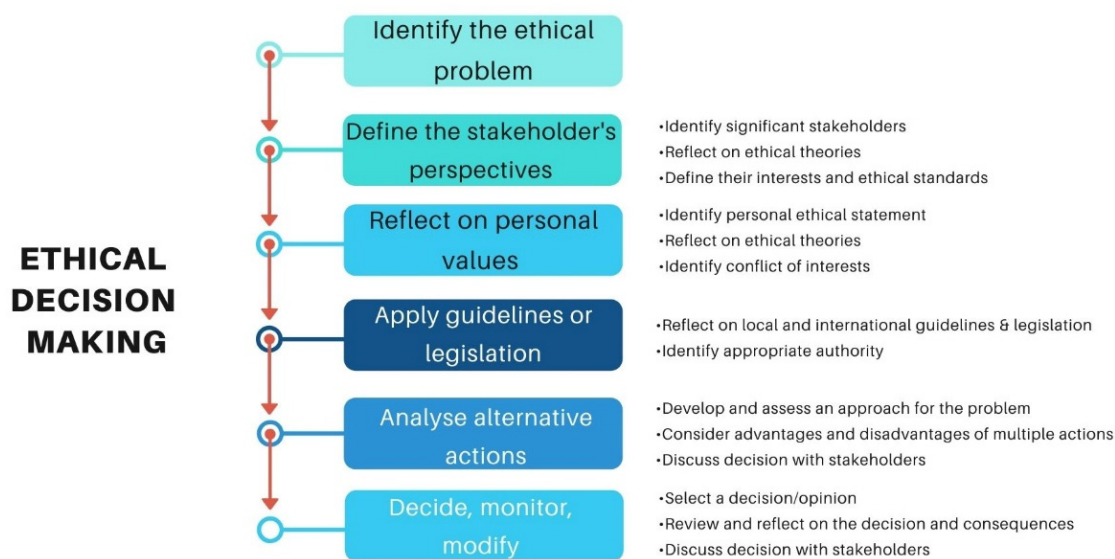 ETHICAL
DECISION
MAKING
Identify the ethical
problem
Define the stakeholder's
perspectives
•Identify significant stakeholders
•Reflect on ethical theories
•Define their interests and ethical standards
Reflect on personal
values
•Identify personal ethical statement
•Reflect on ethical theories
•Identify conflict of interests
Apply guidelines or
legislation
•Reflect on local and international guidelines & legislation
•Identify appropriate authority
Analyse alternative
actions
•Develop and assess an approach for the problem
•Consider advantages and disadvantages of multiple actions
•Discuss decision with stakeholders
Decide, monitor,
modify
•Select a decision/opinion
•Review and reflect on the decision and consequences
•Discuss decision with stakeholders